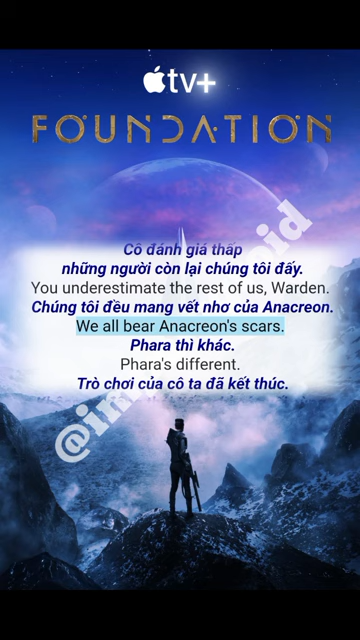 tv+
FOUNDATION
Cô đánh giá thấp
những người còn lại chúng tôi đấy.
You underestimate the rest of us, Warden.
Chúng tôi đều mang vết nhơ của Anacreon.
We all bear Anacreon's scars.
Phara thì khác.
Phara's different.
Trò chơi của cô ta đã kết thúc.